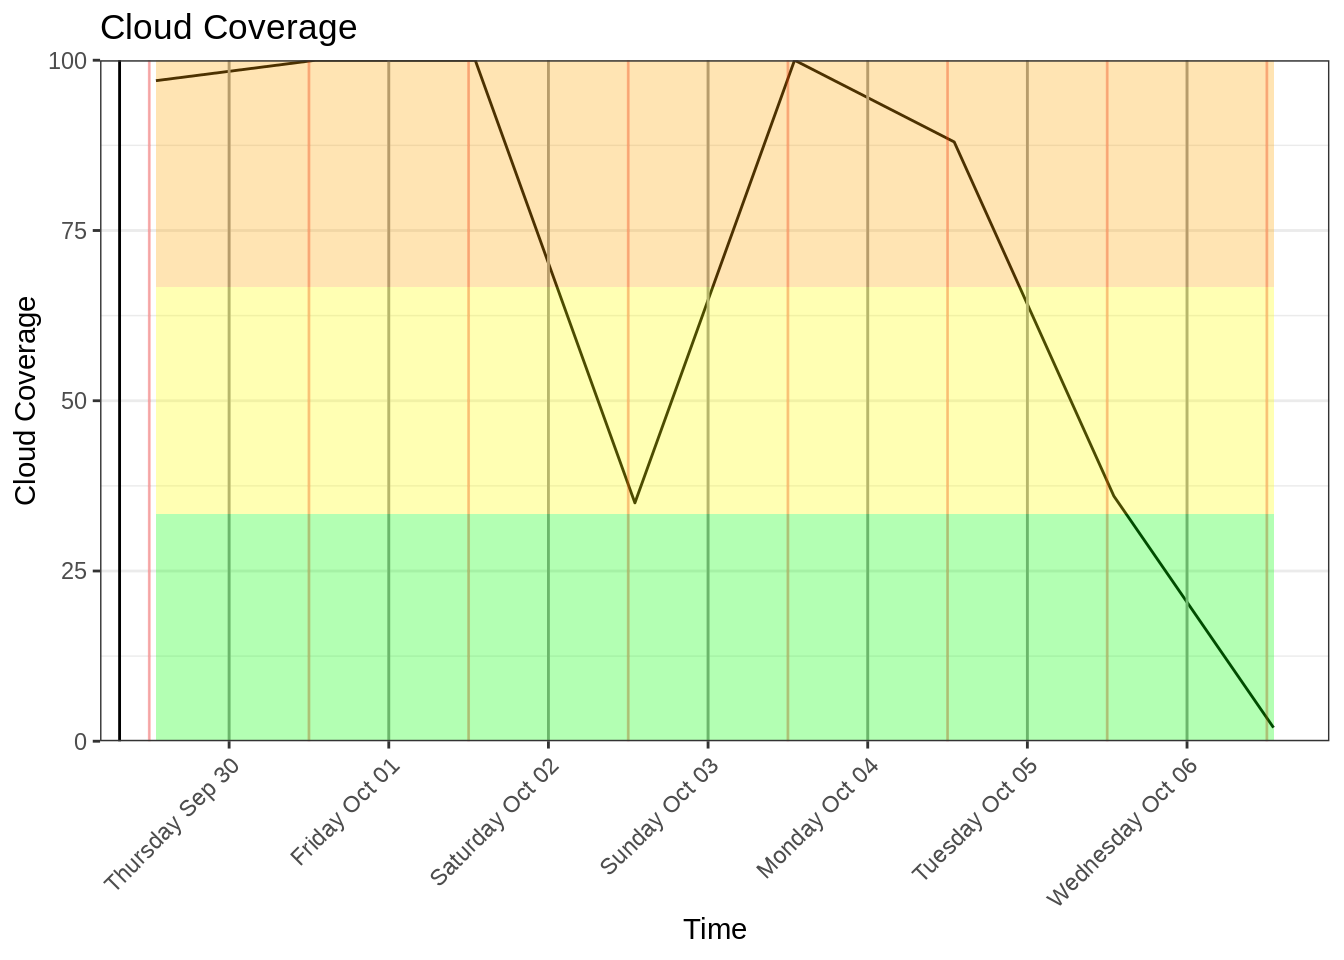 Cloud Coverage
100
75
50
25
0
Cloud Coverage
Thursday Sep 30
Friday Oct 01
Saturday Oct 02
Sunday Oct 03
Monday Oct 04
Tuesday Oct 05
Wednesday Oct 06
Time